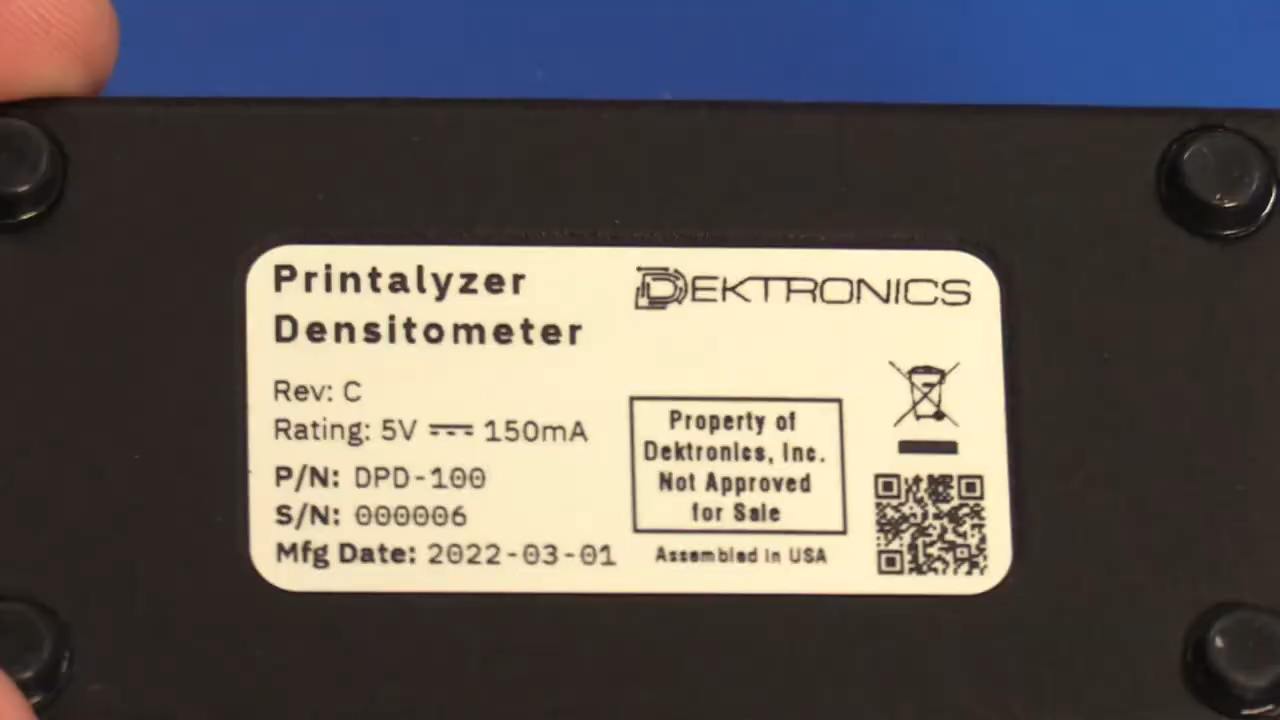 Printalyzer
Densitometer
DEKTRONICS
Rev: C
Rating: 5V ⎓ 150mA
P/N: DPD-100
S/N: 000006
Mfg Date: 2022-03-01
Property of
Dektronics, Inc.
Not Approved
for Sale
Assembled in USA